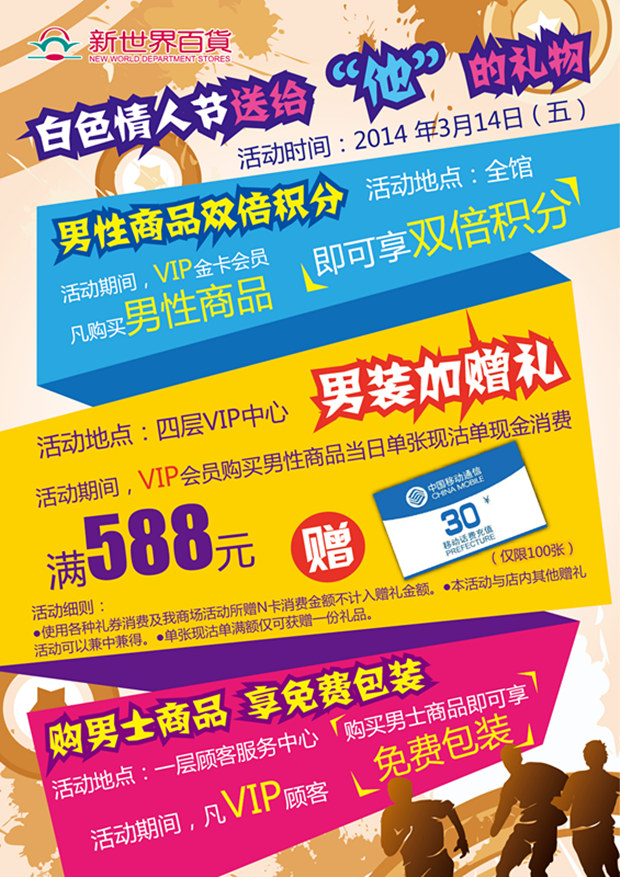 新世界百貨
NEW WORLD DEPARTMENT STORES
白色情人节送给“他”的礼物
活动时间：2014 年3月14日（五）
男性商品双倍积分
活动地点：全馆
活动期间，VIP金卡会员
凡购买男性商品
即可享双倍积分
男装加赠礼
活动地点：四层VIP中心
活动期间，VIP会员购买男性商品当日单张现沽单现金消费
满588元
赠
中国移动通信
CHINA MOBILE
30¥
移动话费充值
PREFECTURE
（仅限100张）
活动细则：
●使用各种礼券消费及我商场活动所赠N卡消费金额不计入赠礼金额。●本活动与店内其他赠礼
活动可以兼中兼得。●单张现沽单满额仅可获赠一份礼品。
购男士商品 享免费包装
活动地点：一层顾客服务中心
活动期间，凡VIP顾客
购买男士商品即可享
免费包装